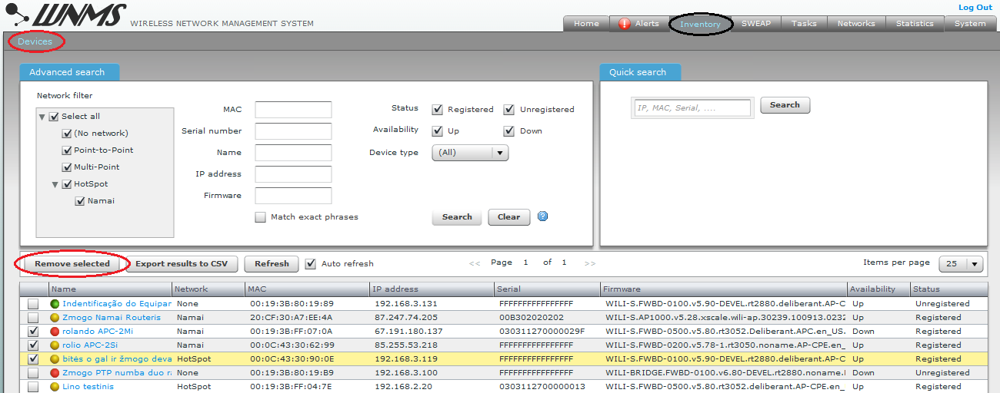 Log Out
WNMS WIRELESS NETWORK MANAGEMENT SYSTEM
Home Alerts Inventory SWEAP Tasks Networks Statistics System
Devices
Advanced search
Network filter
Select all
(No network)
Point-to-Point
Multi-Point
HotSpot
Namai
MAC
Serial number
Name
IP address
Firmware
Match exact phrases
Status Registered Unregistered
Availability Up Down
Device type (All)
Search Clear ?
Quick search
IP, MAC, Serial, .... Search
Remove selected Export results to CSV Refresh Auto refresh << Page 1 of 1 >> Items per page 25
Name Network MAC IP address Serial Firmware Availability Status
Indentificação do Equipar None 00:19:3B:80:19:89 192.168.3.131 FFFFFFFFFFFFFFFF WILI-S.FWBD-0100.v5.90-DEVEL.rt2880.deliberant.AP-C Up Unregistered
Zmogo Namai Routeris Namai 20:CF:30:A7:EE:4A 87.247.74.205 00B302020202 WILI-S.AP1000.v5.28.xscale.wili-ap.30239.100913.0232 Up Registered
rolando APC-2Mi Namai 00:19:3B:FF:07:0A 67.191.180.137 030311270000029F WILI-S.FWBD-0500.v5.80.rt3052.Deliberant.APC.en_US. Down Registered
rolio APC-2Si Namai 00:0C:43:30:62:99 85.255.53.218 FFFFFFFFFFFFFFFF WILI-S.FWBD-0200.v5.78-1.rt3050.noname.AP-CPE.en_ Up Registered
bitės o gal ir žmogo deva HotSpot 00:0C:43:30:90:0E 192.168.3.119 FFFFFFFFFFFFFFFF WILI-S.FWBD-0100.v5.90-DEVEL.rt2880.deliberant.AP-C Up Registered
Zmogo PTP numba duo ra None 00:19:3B:80:19:B9 192.168.3.100 FFFFFFFFFFFFFFFF WILI-BRIDGE.FWBD-0100.v6.80-DEVEL.rt2880.noname.l Down Unregistered
Lino testinis HotSpot 00:19:3B:FF:04:7E 192.168.2.20 0303112700000013 WILI-S.FWBD-0500.v5.80.rt3052.deliberant.AP-CPE.en_ Up Registered